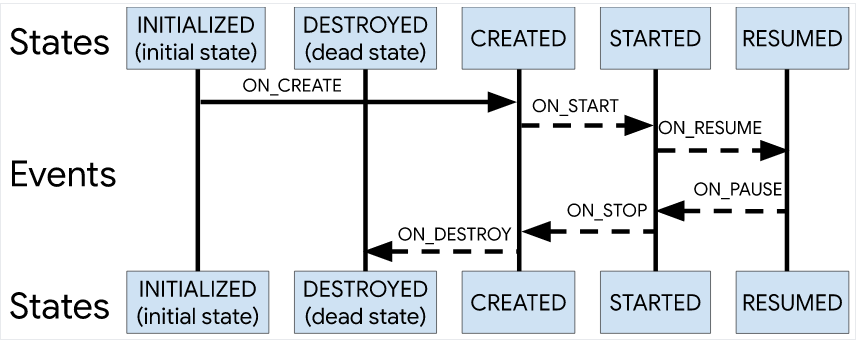 States
INITIALIZED
(initial state)
DESTROYED
(dead state)
CREATED
STARTED
RESUMED
ON_CREATE
ON_START
ON_RESUME
Events
ON_PAUSE
ON_STOP
ON_DESTROY
States
INITIALIZED
(initial state)
DESTROYED
(dead state)
CREATED
STARTED
RESUMED